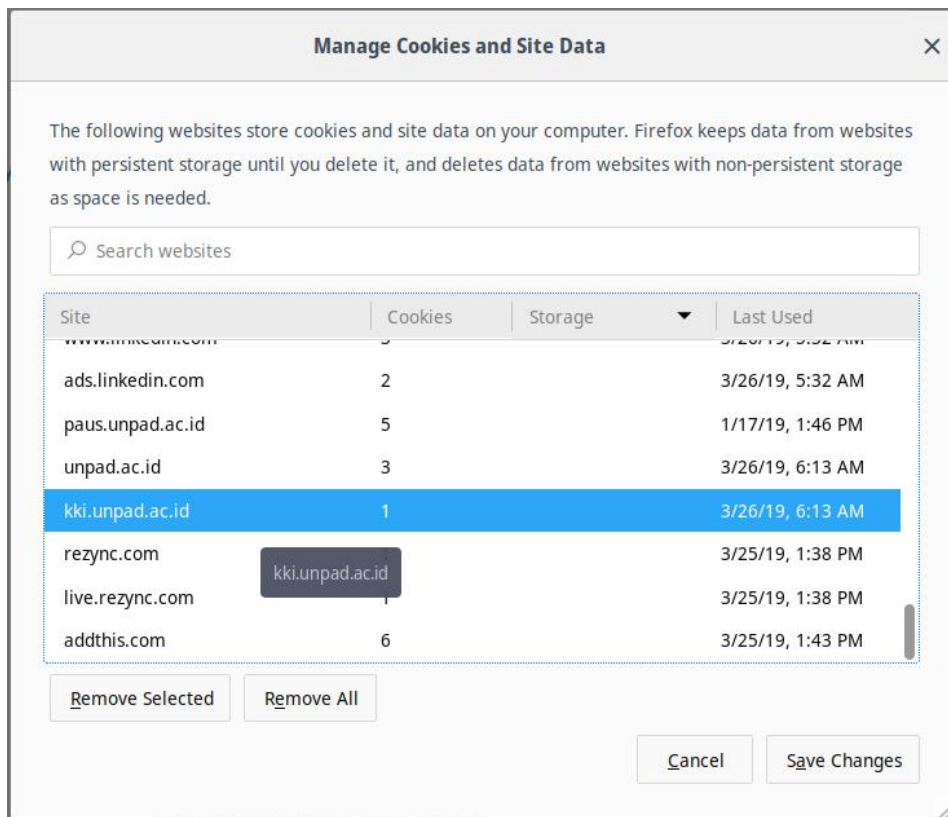 Manage Cookies and Site Data
The following websites store cookies and site data on your computer. Firefox keeps data from websites
with persistent storage until you delete it, and deletes data from websites with non-persistent storage
as space is needed.
Search websites
Site Cookies Storage Last Used
www.linkedin.com
ads.linkedin.com 2 3/26/19, 5:32 AM
paus.unpad.ac.id 5 1/17/19, 1:46 PM
unpad.ac.id 3 3/26/19, 6:13 AM
kki.unpad.ac.id 1 3/26/19, 6:13 AM
rezync.com 3/25/19, 1:38 PM
kki.unpad.ac.id
live.rezync.com 3/25/19, 1:38 PM
addthis.com 6 3/25/19, 1:43 PM
Remove Selected Remove All
Cancel Save Changes